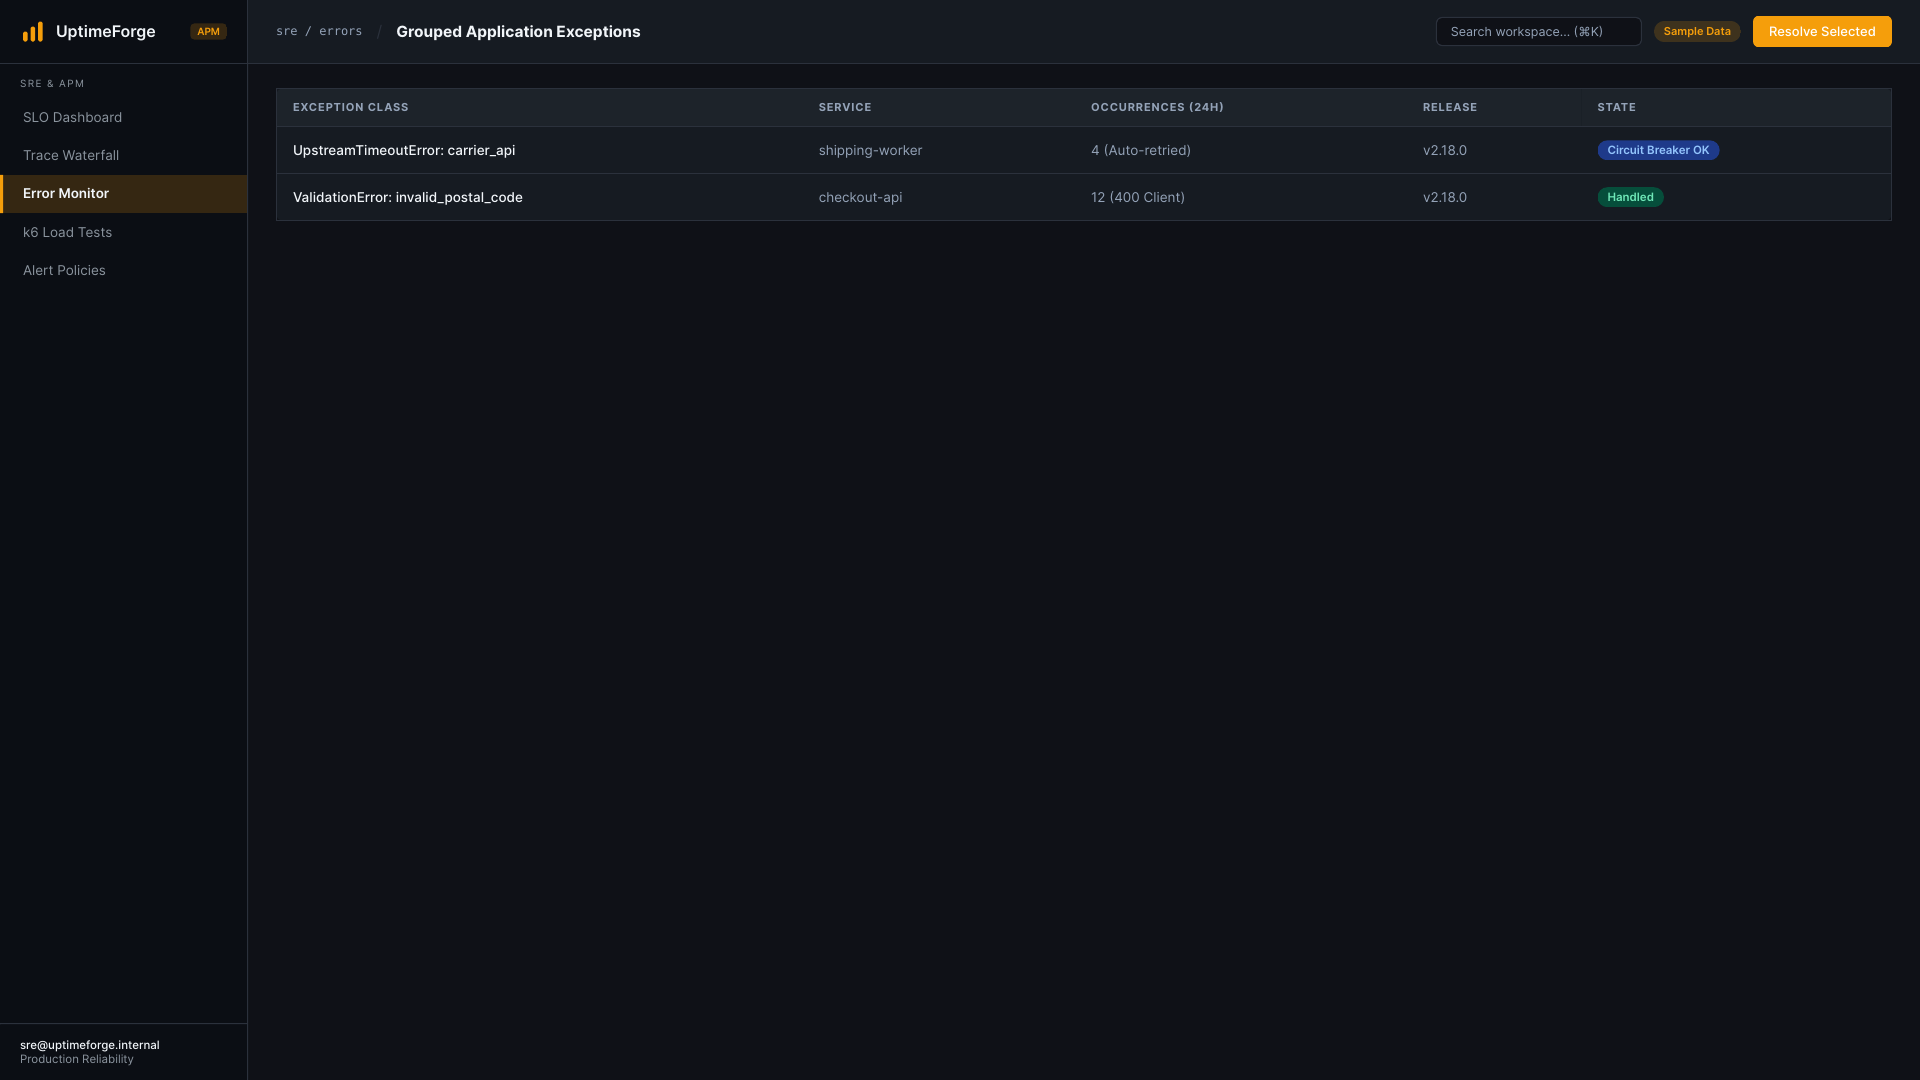 UptimeForge APM
SRE & APM
SLO Dashboard
Trace Waterfall
Error Monitor
k6 Load Tests
Alert Policies
sre@uptimeforge.internal
Production Reliability
sre / errors / Grouped Application Exceptions
Search workspace... (⌘K)
Sample Data
Resolve Selected
EXCEPTION CLASS SERVICE OCCURRENCES (24H) RELEASE STATE
UpstreamTimeoutError: carrier_api shipping-worker 4 (Auto-retried) v2.18.0 Circuit Breaker OK
ValidationError: invalid_postal_code checkout-api 12 (400 Client) v2.18.0 Handled